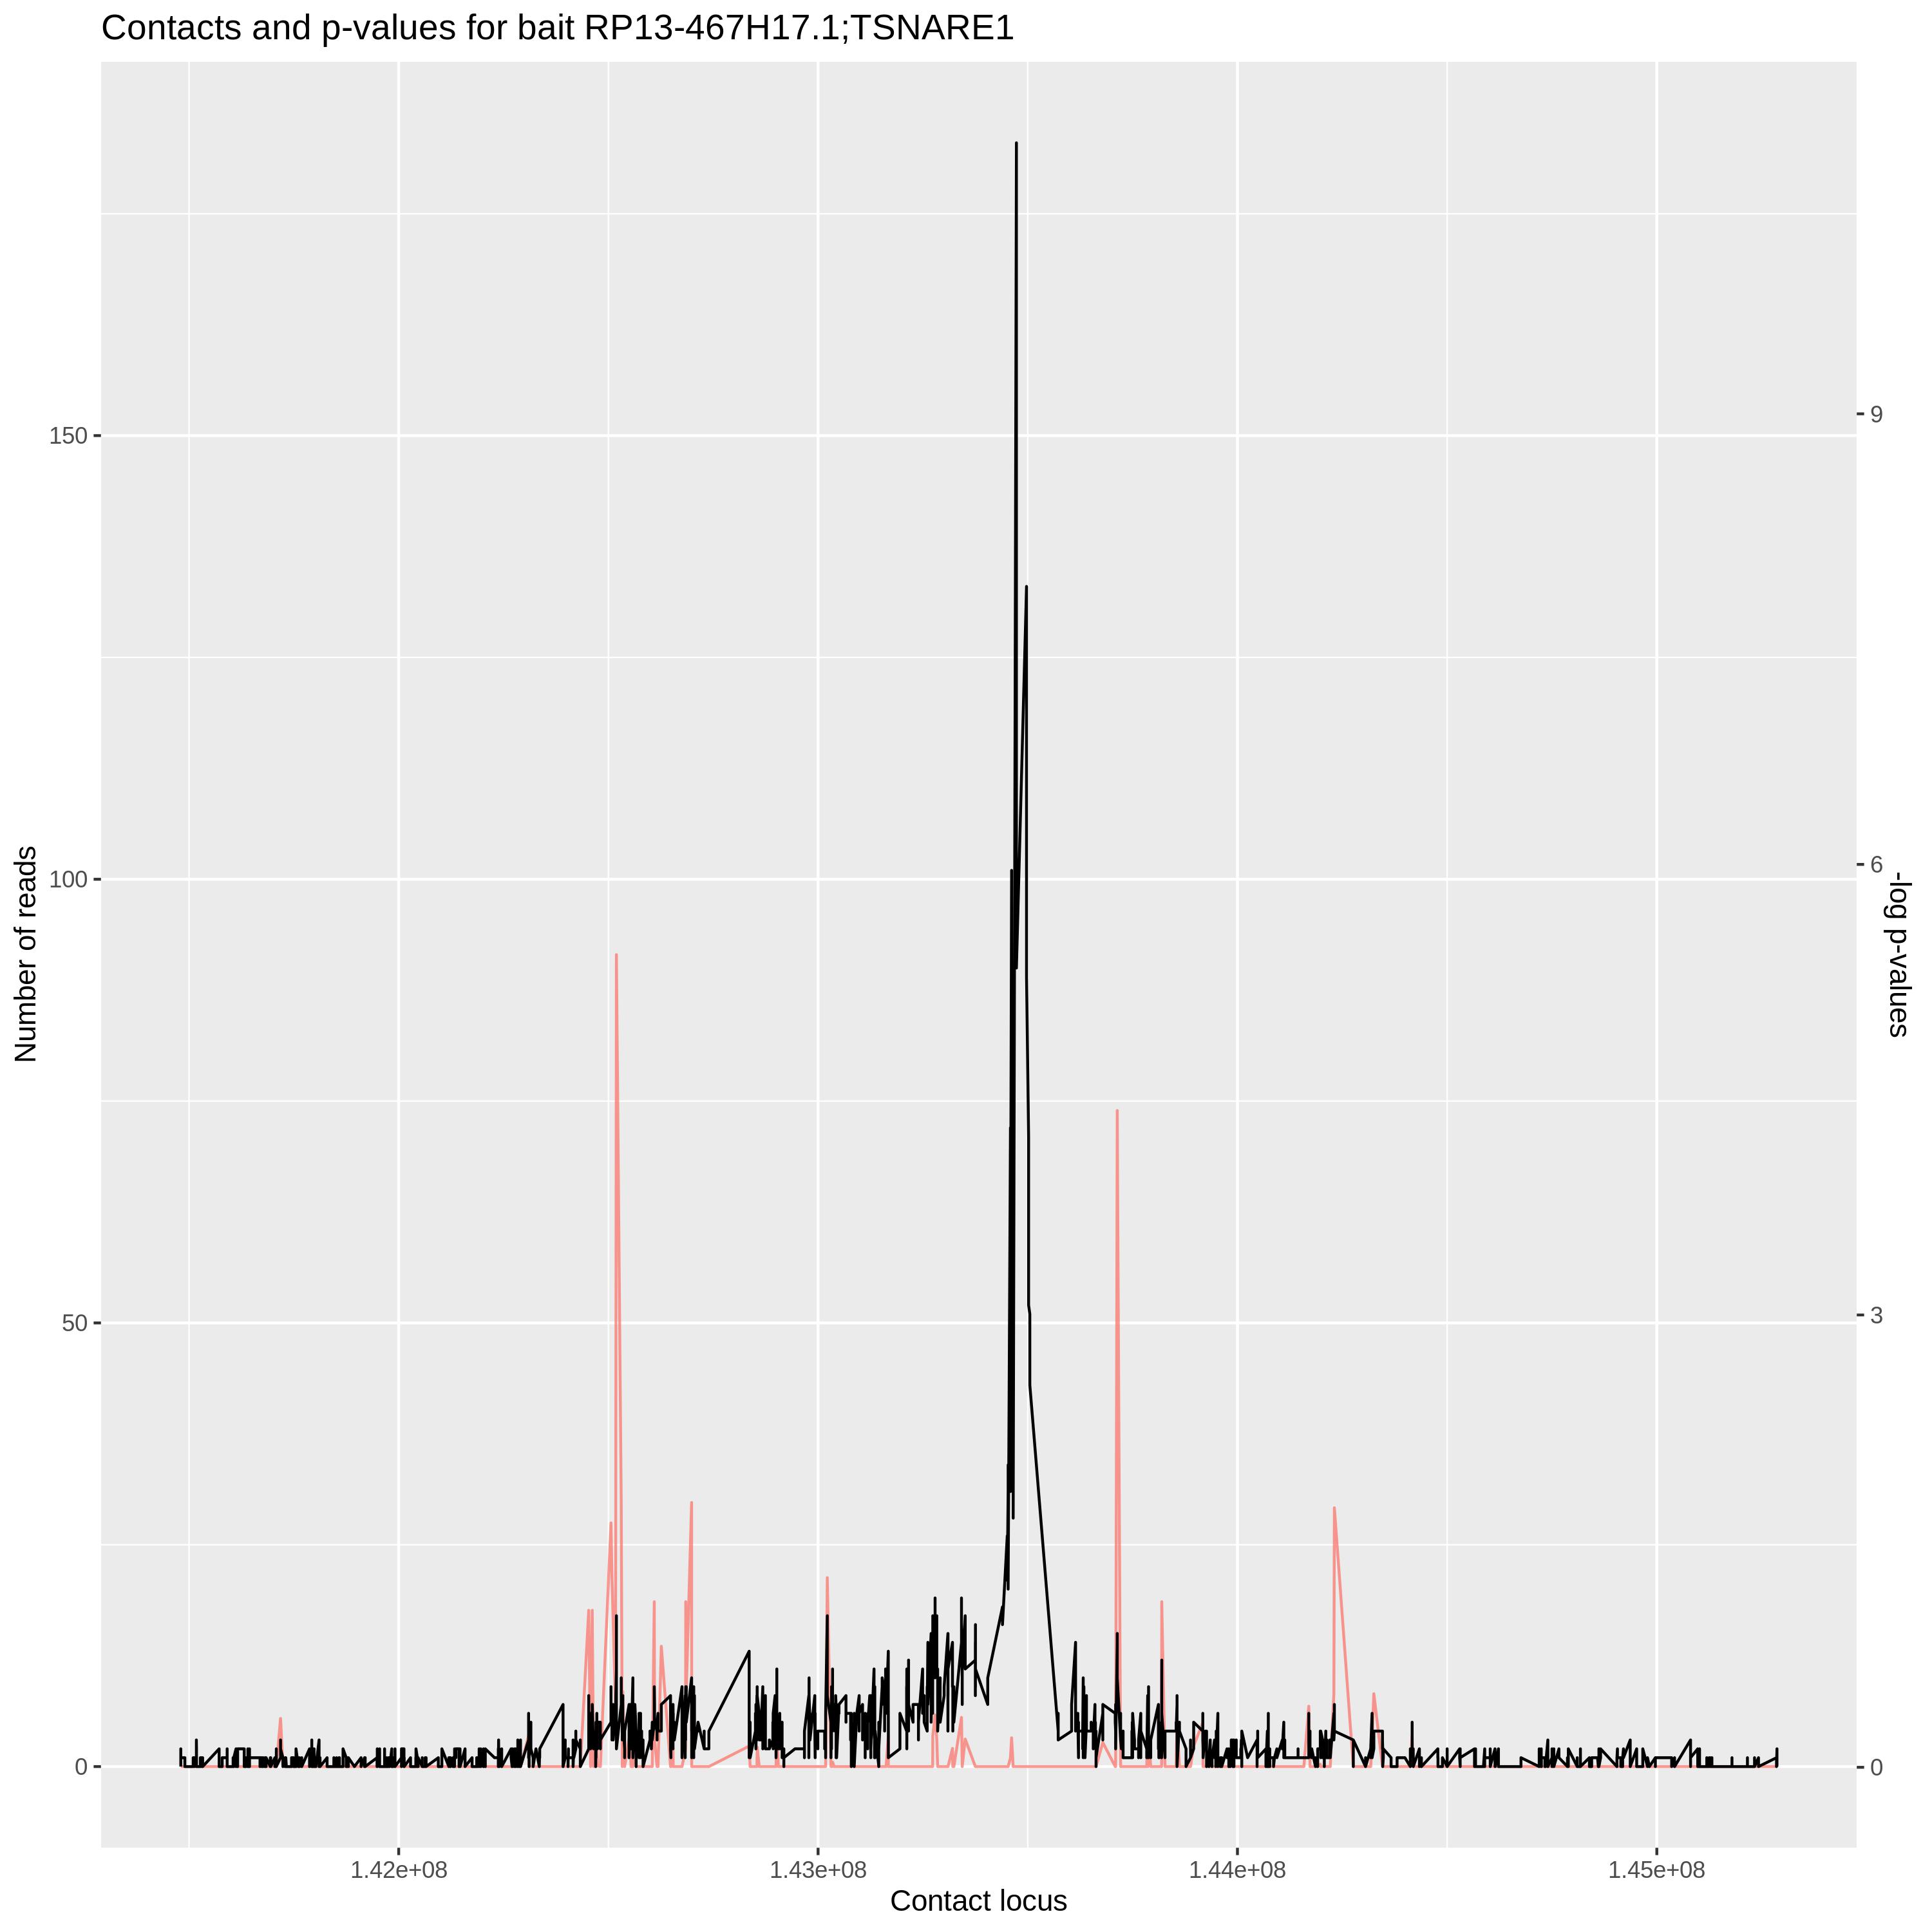 Contacts and p-values for bait RP13-467H17.1;TSNARE1
Number of reads
150
100
50
0
9
6
3
0
-log p-values
1.42e+08
1.43e+08
1.44e+08
1.45e+08
Contact locus